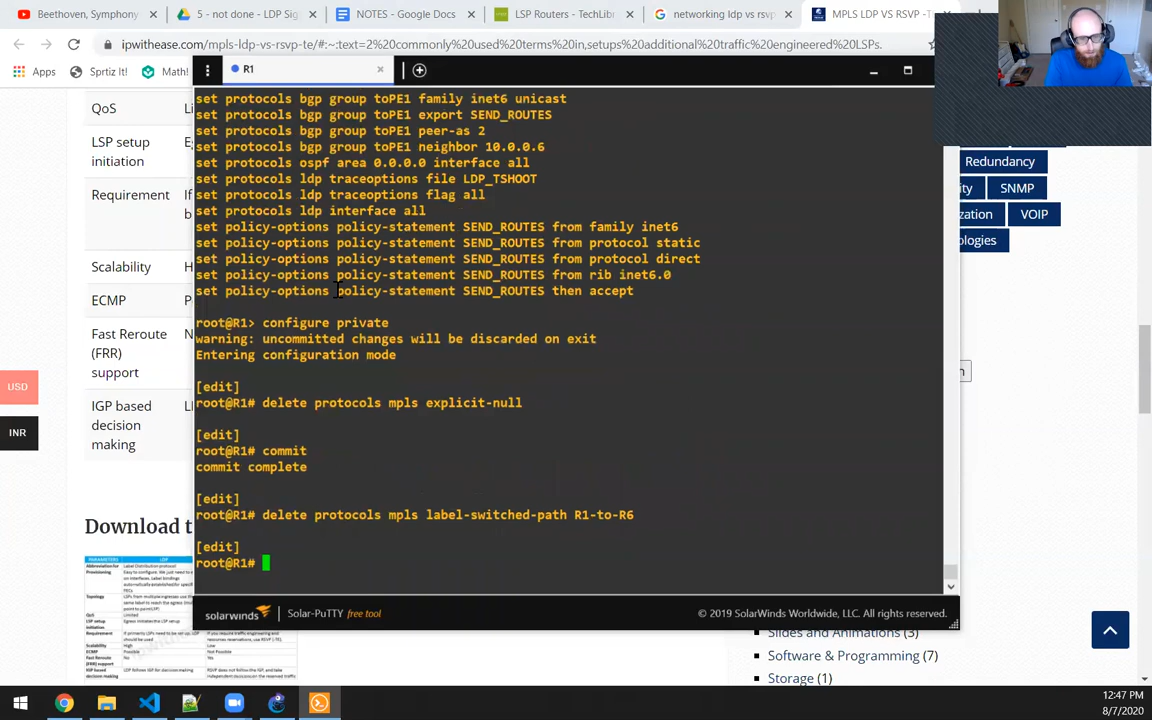 Beethoven, Symphony
5 - not done - LDP Sig
NOTES - Google Docs
LSP Routers - TechLibr
networking ldp vs rsvp
MPLS LDP VS RSVP -T
ipwithease.com/mpls-ldp-vs-rsvp-te/#:~:text=2%20commonly%20used%20terms%20in,setups%20additional%20traffic%20engineered%20LSPs.
Apps
Sprtiz It!
Math!
R1
set protocols bgp group toPE1 family inet6 unicast
set protocols bgp group toPE1 export SEND_ROUTES
set protocols bgp group toPE1 peer-as 2
set protocols bgp group toPE1 neighbor 10.0.0.6
set protocols ospf area 0.0.0.0 interface all
set protocols ldp traceoptions file LDP_TSHOOT
set protocols ldp traceoptions flag all
set protocols ldp interface all
set policy-options policy-statement SEND_ROUTES from family inet6
set policy-options policy-statement SEND_ROUTES from protocol static
set policy-options policy-statement SEND_ROUTES from protocol direct
set policy-options policy-statement SEND_ROUTES from rib inet6.0
set policy-options policy-statement SEND_ROUTES then accept
root@R1> configure private
warning: uncommitted changes will be discarded on exit
Entering configuration mode
[edit]
root@R1# delete protocols mpls explicit-null
[edit]
root@R1# commit
commit complete
[edit]
root@R1# delete protocols mpls label-switched-path R1-to-R6
[edit]
root@R1#
solarwinds
Solar-PuTTY free tool
© 2019 SolarWinds Worldwide, LLC. All rights reserved.
QoS
LSP setup
initiation
Requirement
Scalability
ECMP
Fast Reroute
(FRR)
support
IGP based
decision
making
USD
INR
Download t
Redundancy
ity
SNMP
zation
VOIP
ologies
Slides and Animations (3)
Software & Programming (7)
Storage (1)
12:47 PM
8/7/2020